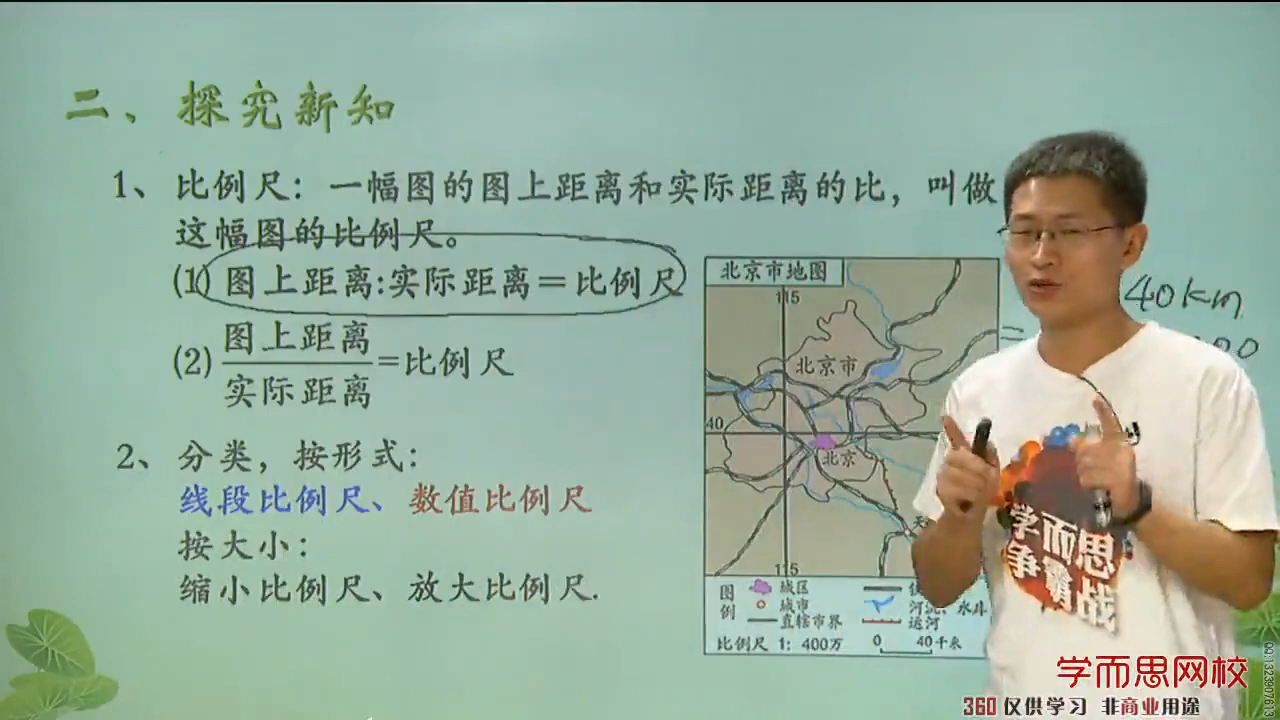 二、探究新知
1、比例尺：一幅图的图上距离和实际距离的比，叫做
这幅图的比例尺。
(1)图上距离:实际距离=比例尺
(2)图上距离
实际距离
=比例尺
2、分类，按形式：
线段比例尺、数值比例尺
按大小：
缩小比例尺、放大比例尺.
北京市地图
115
北京市
40
北京
115
图例
城区
城市
直辖市界
河流、水库
运河
比例尺 1：400万
0 40千米
40km
=
00
学而思
争霸战
学而思网校
360仅供学习 非商业用途